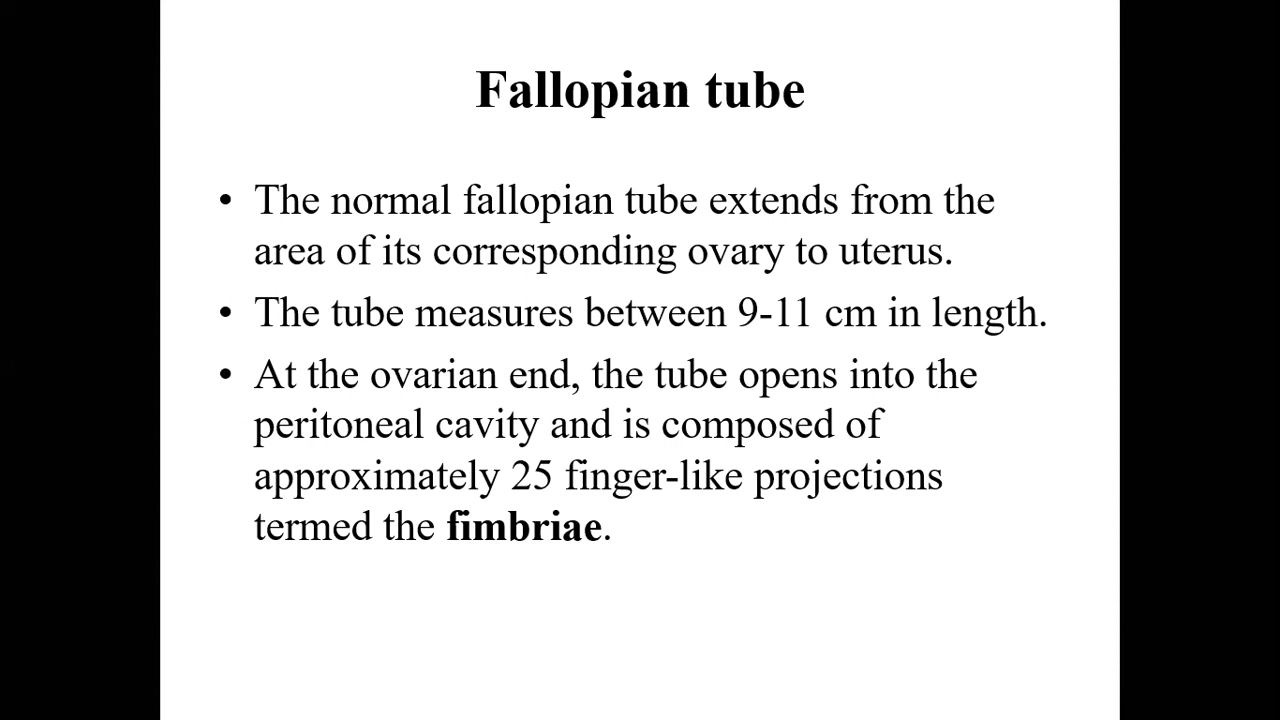 Fallopian tube
• The normal fallopian tube extends from the
area of its corresponding ovary to uterus.
• The tube measures between 9-11 cm in length.
• At the ovarian end, the tube opens into the
peritoneal cavity and is composed of
approximately 25 finger-like projections
termed the fimbriae.